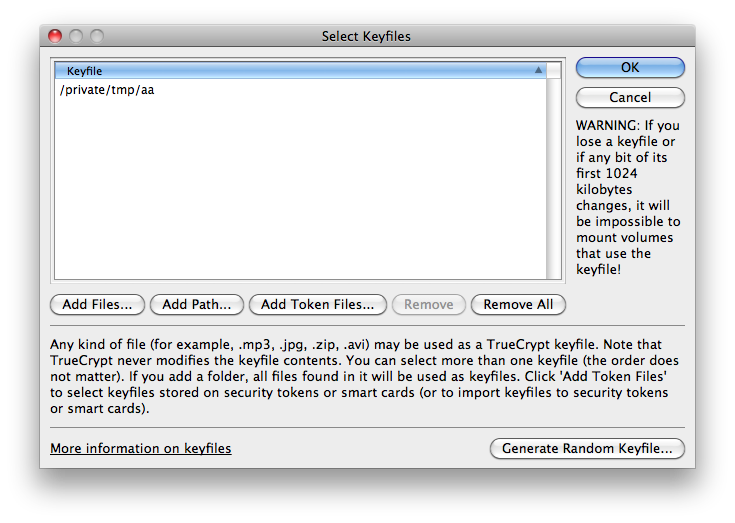 Select Keyfiles
Keyfile
/private/tmp/aa
OK
Cancel
WARNING: If you
lose a keyfile or
if any bit of its
first 1024
kilobytes
changes, it will
be impossible to
mount volumes
that use the
keyfile!
Add Files...
Add Path...
Add Token Files...
Remove
Remove All
Any kind of file (for example, .mp3, .jpg, .zip, .avi) may be used as a TrueCrypt keyfile. Note that
TrueCrypt never modifies the keyfile contents. You can select more than one keyfile (the order does
not matter). If you add a folder, all files found in it will be used as keyfiles. Click 'Add Token Files'
to select keyfiles stored on security tokens or smart cards (or to import keyfiles to security tokens
or smart cards).
More information on keyfiles
Generate Random Keyfile...